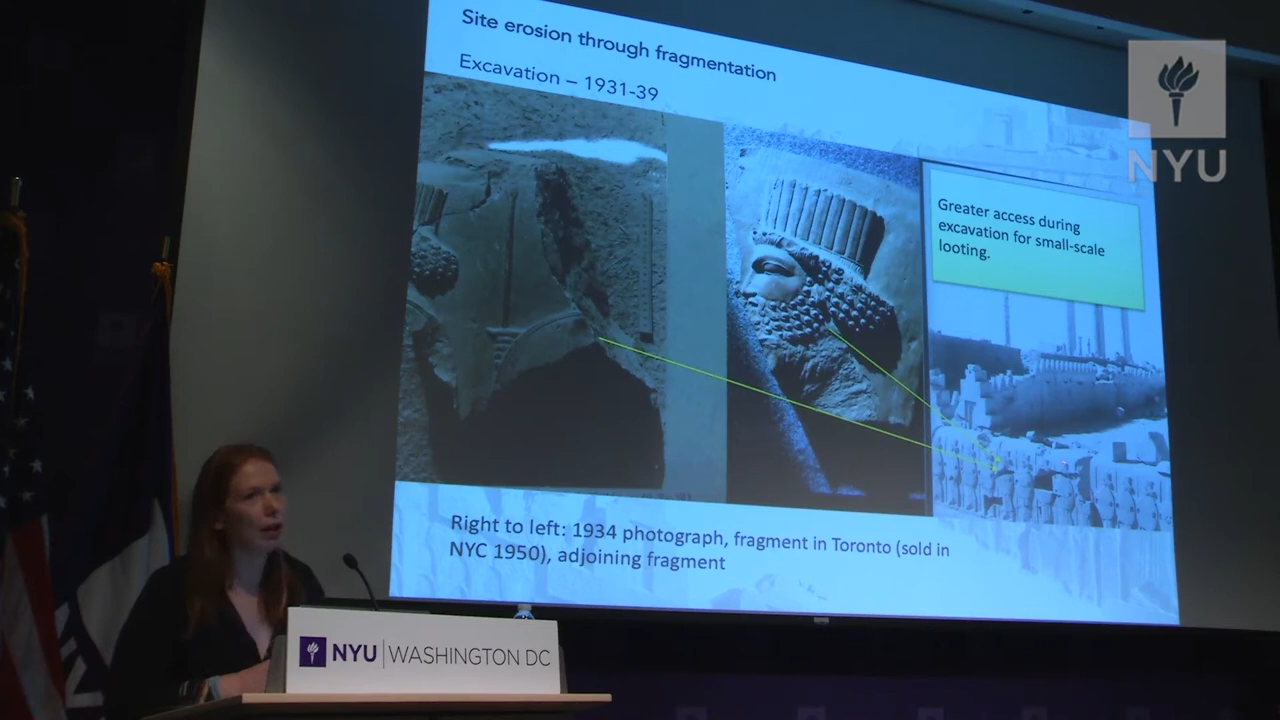 Site erosion through fragmentation
Excavation – 1931-39
NYU
Greater access during
excavation for small-scale
looting.
Right to left: 1934 photograph, fragment in Toronto (sold in
NYC 1950), adjoining fragment
NYU WASHINGTON DC